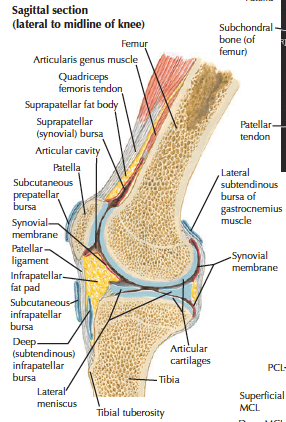 Sagittal section
(lateral to midline of knee)
Femur
Articularis genus muscle
Quadriceps
femoris tendon
Suprapatellar fat body
Suprapatellar
(synovial) bursa
Articular cavity
Patella
Subcutaneous
prepatellar
bursa
Synovial
membrane
Patellar
ligament
Infrapatellar
fat pad
Subcutaneous
infrapatellar
bursa
Deep
(subtendinous)
infrapatellar
bursa
Lateral
meniscus
Tibial tuberosity
Tibia
Articular
cartilages
Synovial
membrane
Lateral
subtendinous
bursa of
gastrocnemius
muscle
Subchondral
bone (of
femur)
Patellar
tendon
PCL
Superficial
MCL